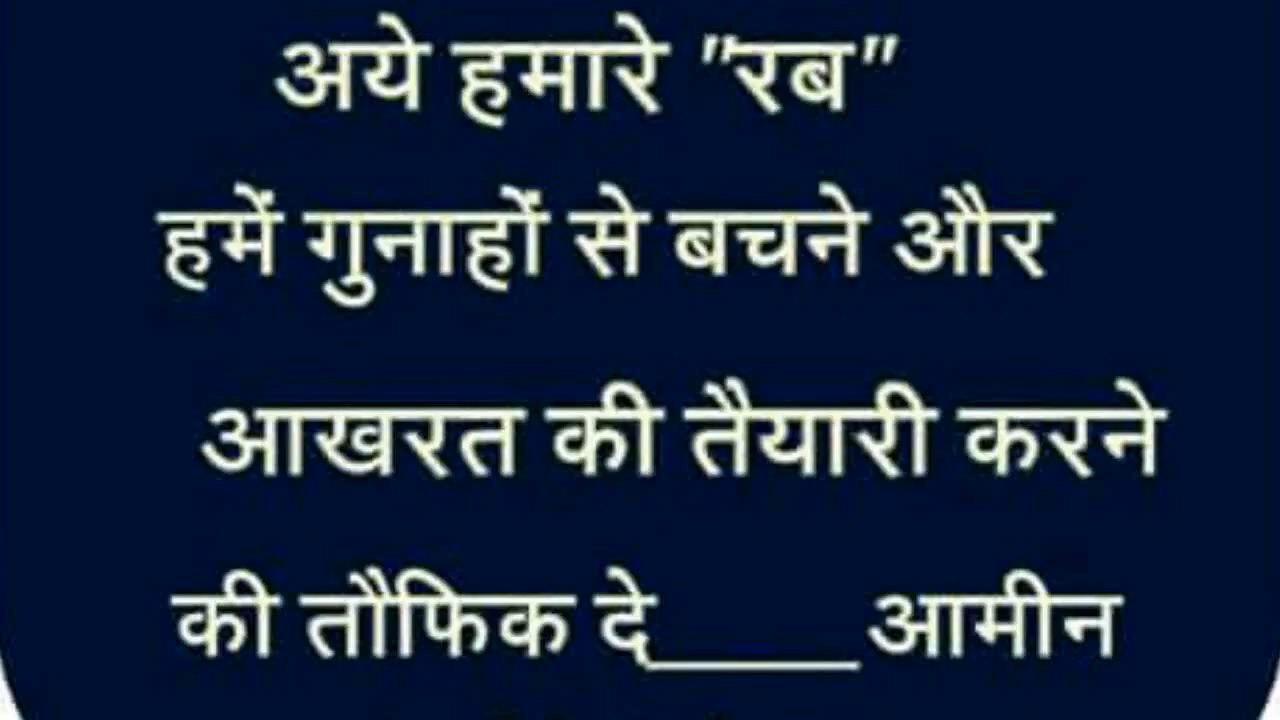 अये हमारे "रब"
हमें गुनाहों से बचने और
आखरत की तैयारी करने
की तौफिक दे_____आमीन